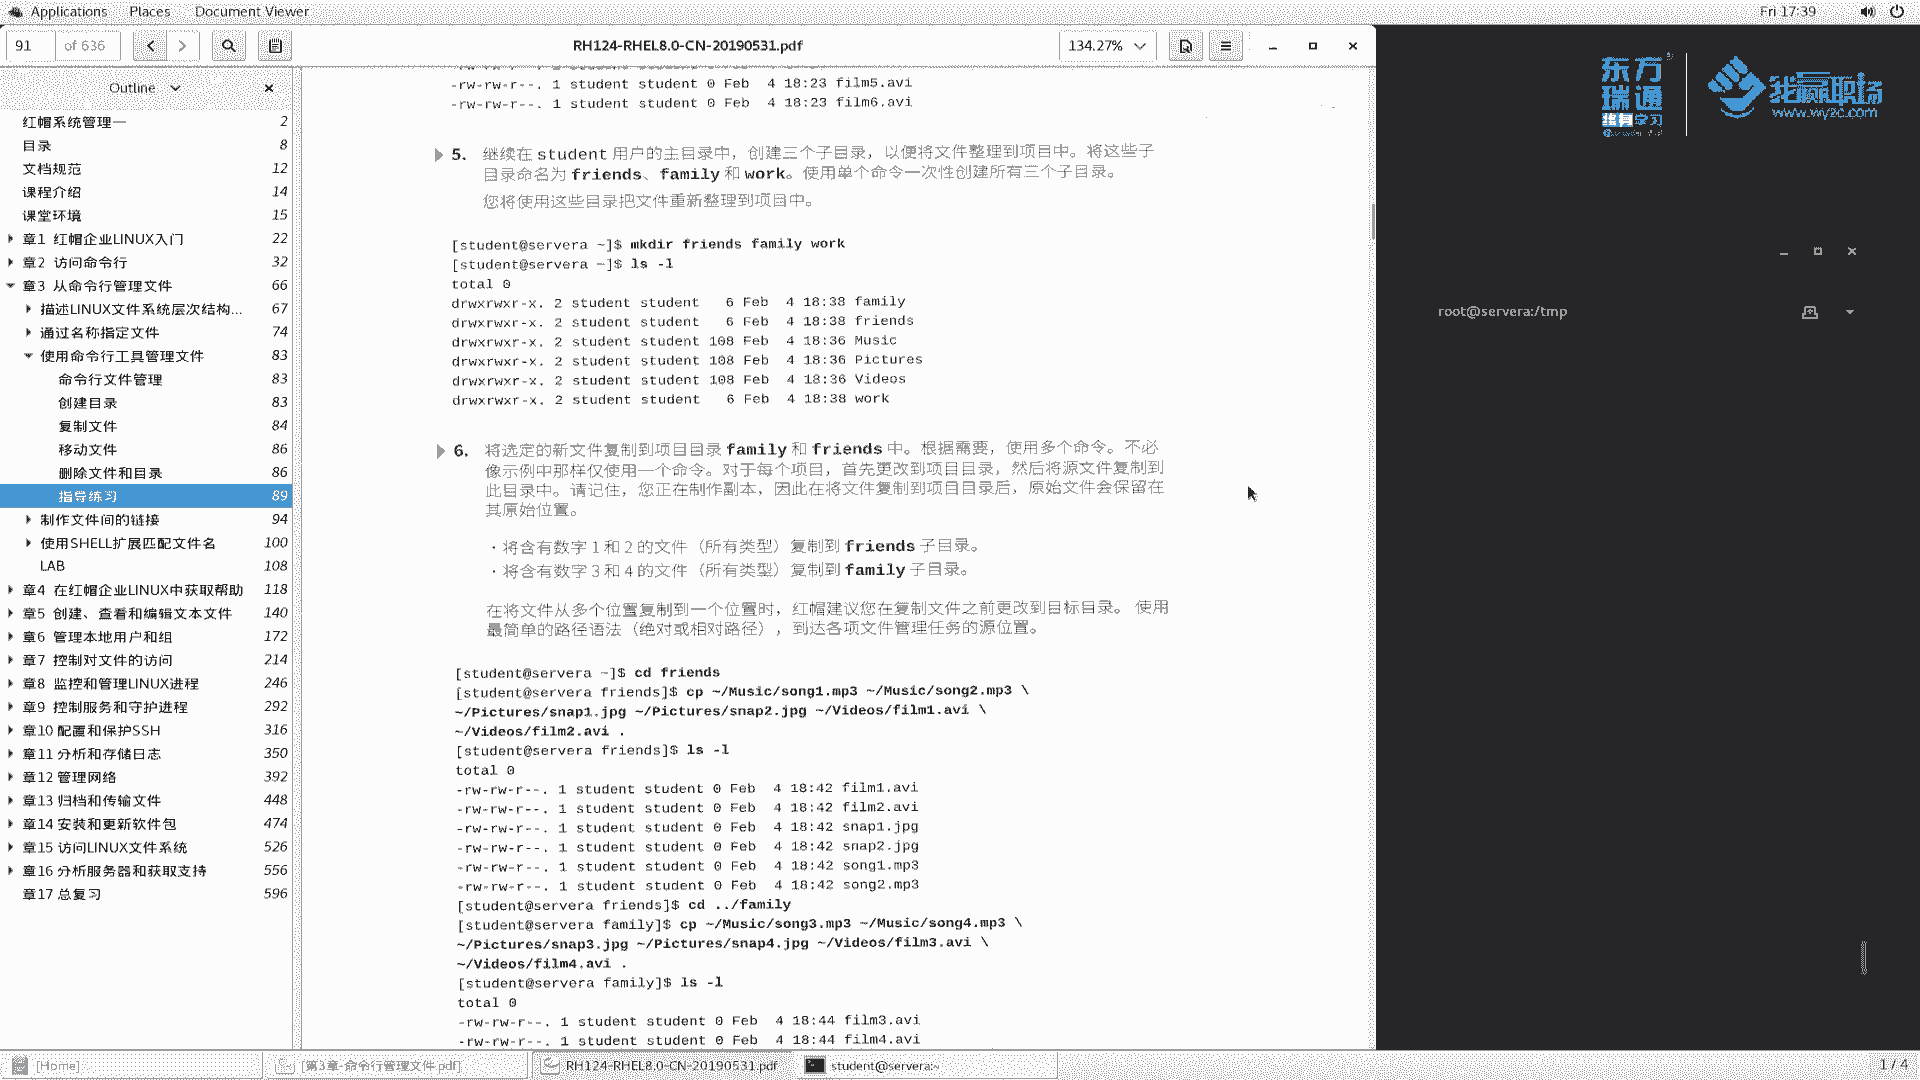 Applications Places Document Viewer Fri 17:39
91 of 636 RH124-RHEL8.0-CN-20190531.pdf 134.27%
Outline
红帽系统管理一 2
目录 8
文档规范 12
课程介绍 14
课堂环境 15
章1 红帽企业LINUX入门 22
章2 访问命令行 32
章3 从命令行管理文件 66
描述LINUX文件系统层次结构... 67
通过名称指定文件 74
使用命令行工具管理文件 83
命令行文件管理 83
创建目录 83
复制文件 84
移动文件 86
删除文件和目录 86
指导练习 89
制作文件间的链接 94
使用SHELL扩展匹配文件名 100
LAB 108
章4 在红帽企业LINUX中获取帮助 118
章5 创建、查看和编辑文本文件 140
章6 管理本地用户和组 172
章7 控制对文件的访问 214
章8 监控和管理LINUX进程 246
章9 控制服务和守护进程 292
章10 配置和保护SSH 316
章11 分析和存储日志 350
章12 管理网络 392
章13 归档和传输文件 448
章14 安装和更新软件包 474
章15 访问LINUX文件系统 526
章16 分析服务器和获取支持 556
章17 总复习 596
-rw-rw-r--. 1 student student 0 Feb  4 18:23 film5.avi
-rw-rw-r--. 1 student student 0 Feb  4 18:23 film6.avi
5. 继续在 student 用户的主目录中，创建三个子目录，以便将文件整理到项目中。将这些子
目录命名为 friends、family 和 work。使用单个命令一次性创建所有三个子目录。
您将使用这些目录把文件重新整理到项目中。
[student@servera ~]$ mkdir friends family work
[student@servera ~]$ ls -l
total 0
drwxrwxr-x. 2 student student   6 Feb  4 18:38 family
drwxrwxr-x. 2 student student   6 Feb  4 18:38 friends
drwxrwxr-x. 2 student student 108 Feb  4 18:36 Music
drwxrwxr-x. 2 student student 108 Feb  4 18:36 Pictures
drwxrwxr-x. 2 student student 108 Feb  4 18:36 Videos
drwxrwxr-x. 2 student student   6 Feb  4 18:38 work
6. 将选定的新文件复制到项目目录 family 和 friends 中。根据需要，使用多个命令。不必
像示例中那样仅使用一个命令。对于每个项目，首先更改到项目目录，然后将源文件复制到
此目录中。请记住，您正在制作副本，因此在将文件复制到项目目录后，原始文件会保留在
其原始位置。
· 将含有数字 1 和 2 的文件（所有类型）复制到 friends 子目录。
· 将含有数字 3 和 4 的文件（所有类型）复制到 family 子目录。
在将文件从多个位置复制到一个位置时，红帽建议您在复制文件之前更改到目标目录。 使用
最简单的路径语法（绝对或相对路径），到达各项文件管理任务的源位置。
[student@servera ~]$ cd friends
[student@servera friends]$ cp ~/Music/song1.mp3 ~/Music/song2.mp3 \
~/Pictures/snap1.jpg ~/Pictures/snap2.jpg ~/Videos/film1.avi \
~/Videos/film2.avi .
[student@servera friends]$ ls -l
total 0
-rw-rw-r--. 1 student student 0 Feb  4 18:42 film1.avi
-rw-rw-r--. 1 student student 0 Feb  4 18:42 film2.avi
-rw-rw-r--. 1 student student 0 Feb  4 18:42 snap1.jpg
-rw-rw-r--. 1 student student 0 Feb  4 18:42 snap2.jpg
-rw-rw-r--. 1 student student 0 Feb  4 18:42 song1.mp3
-rw-rw-r--. 1 student student 0 Feb  4 18:42 song2.mp3
[student@servera friends]$ cd ../family
[student@servera family]$ cp ~/Music/song3.mp3 ~/Music/song4.mp3 \
~/Pictures/snap3.jpg ~/Pictures/snap4.jpg ~/Videos/film3.avi \
~/Videos/film4.avi .
[student@servera family]$ ls -l
total 0
-rw-rw-r--. 1 student student 0 Feb  4 18:44 film3.avi
-rw-rw-r--. 1 student student 0 Feb  4 18:44 film4.avi
东方
瑞通
终身学习
我赢职场
www.wy2c.com
root@servera:/tmp
[Home] [第3章-命令行管理文件.pdf] RH124-RHEL8.0-CN-20190531.pdf student@servera:~ 1 / 4